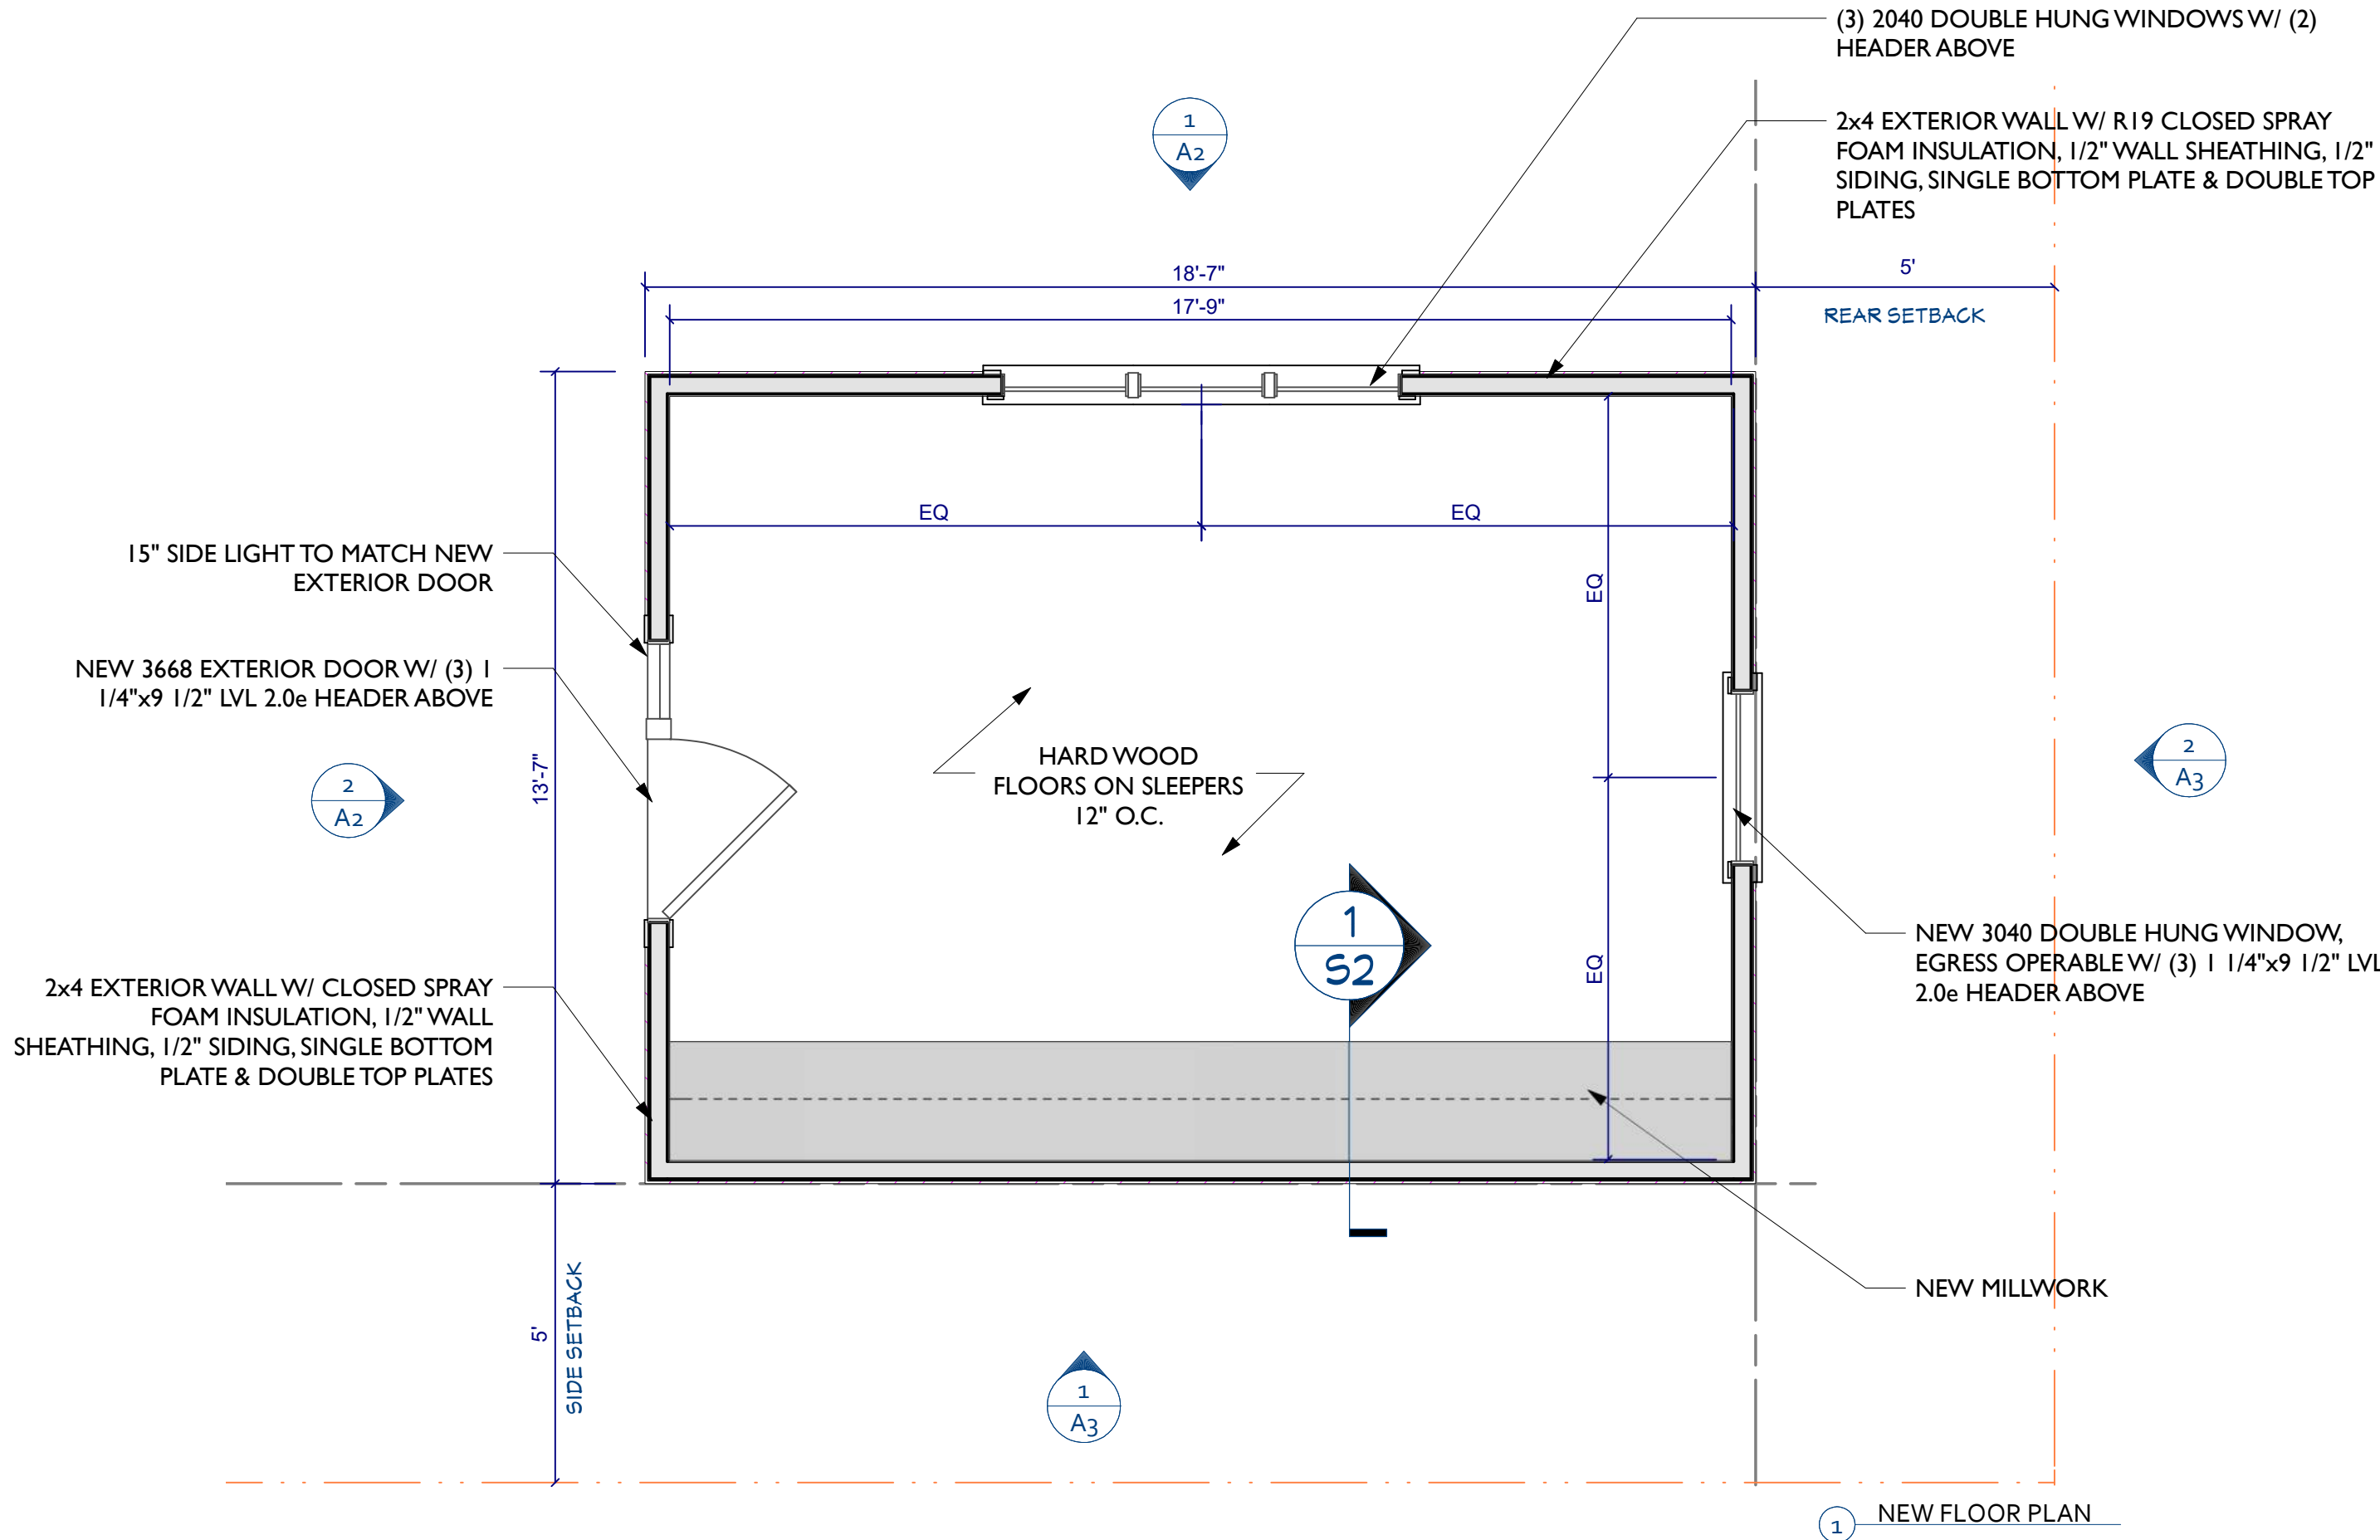 (3) 2040 DOUBLE HUNG WINDOWS W/ (2)
HEADER ABOVE
1
A2
2x4 EXTERIOR WALL W/ R19 CLOSED SPRAY
FOAM INSULATION, 1/2" WALL SHEATHING, 1/2"
SIDING, SINGLE BOTTOM PLATE & DOUBLE TOP
PLATES
18'-7"
5'
17'-9"
REAR SETBACK
EQ
EQ
15" SIDE LIGHT TO MATCH NEW
EXTERIOR DOOR
EQ
NEW 3668 EXTERIOR DOOR W/ (3) 1
1/4"x9 1/2" LVL 2.0e HEADER ABOVE
13'-7"
2
A2
HARD WOOD
FLOORS ON SLEEPERS
12" O.C.
2
A3
1
S2
EQ
NEW 3040 DOUBLE HUNG WINDOW,
EGRESS OPERABLE W/ (3) 1 1/4"x9 1/2" LVL
2.0e HEADER ABOVE
2x4 EXTERIOR WALL W/ CLOSED SPRAY
FOAM INSULATION, 1/2" WALL
SHEATHING, 1/2" SIDING, SINGLE BOTTOM
PLATE & DOUBLE TOP PLATES
NEW MILLWORK
5'
SIDE SETBACK
1
A3
1
NEW FLOOR PLAN